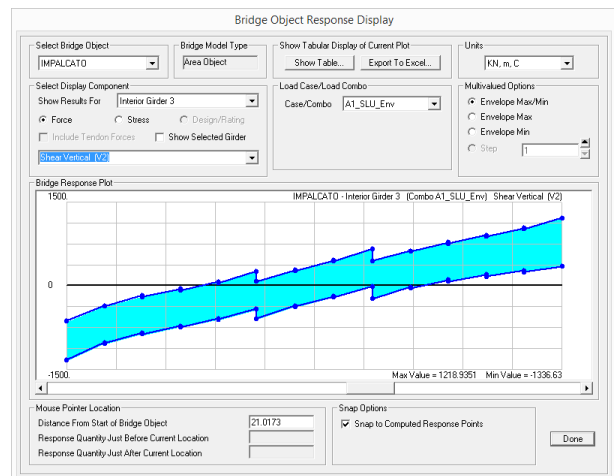 Bridge Object Response Display
Select Bridge Object
IMPALCATO
Bridge Model Type
Area Object
Show Tabular Display of Current Plot
Show Table...
Export To Excel...
Units
KN, m, C
Select Display Component
Show Results For
Interior Girder 3
Force
Stress
Design/Rating
Include Tendon Forces
Show Selected Girder
Shear Vertical (V2)
Load Case/Load Combo
Case/Combo
A1_SLU_Env
Multivalued Options
Envelope Max/Min
Envelope Max
Envelope Min
Step
1
Bridge Response Plot
1500.
IMPALCATO - Interior Girder 3 (Combo A1_SLU_Env) Shear Vertical (V2)
0
-1500.
Max Value = 1218.9351 Min Value = -1336.63
Mouse Pointer Location
Distance From Start of Bridge Object
21.0173
Response Quantity Just Before Current Location
Response Quantity Just After Current Location
Snap Options
Snap to Computed Response Points
Done